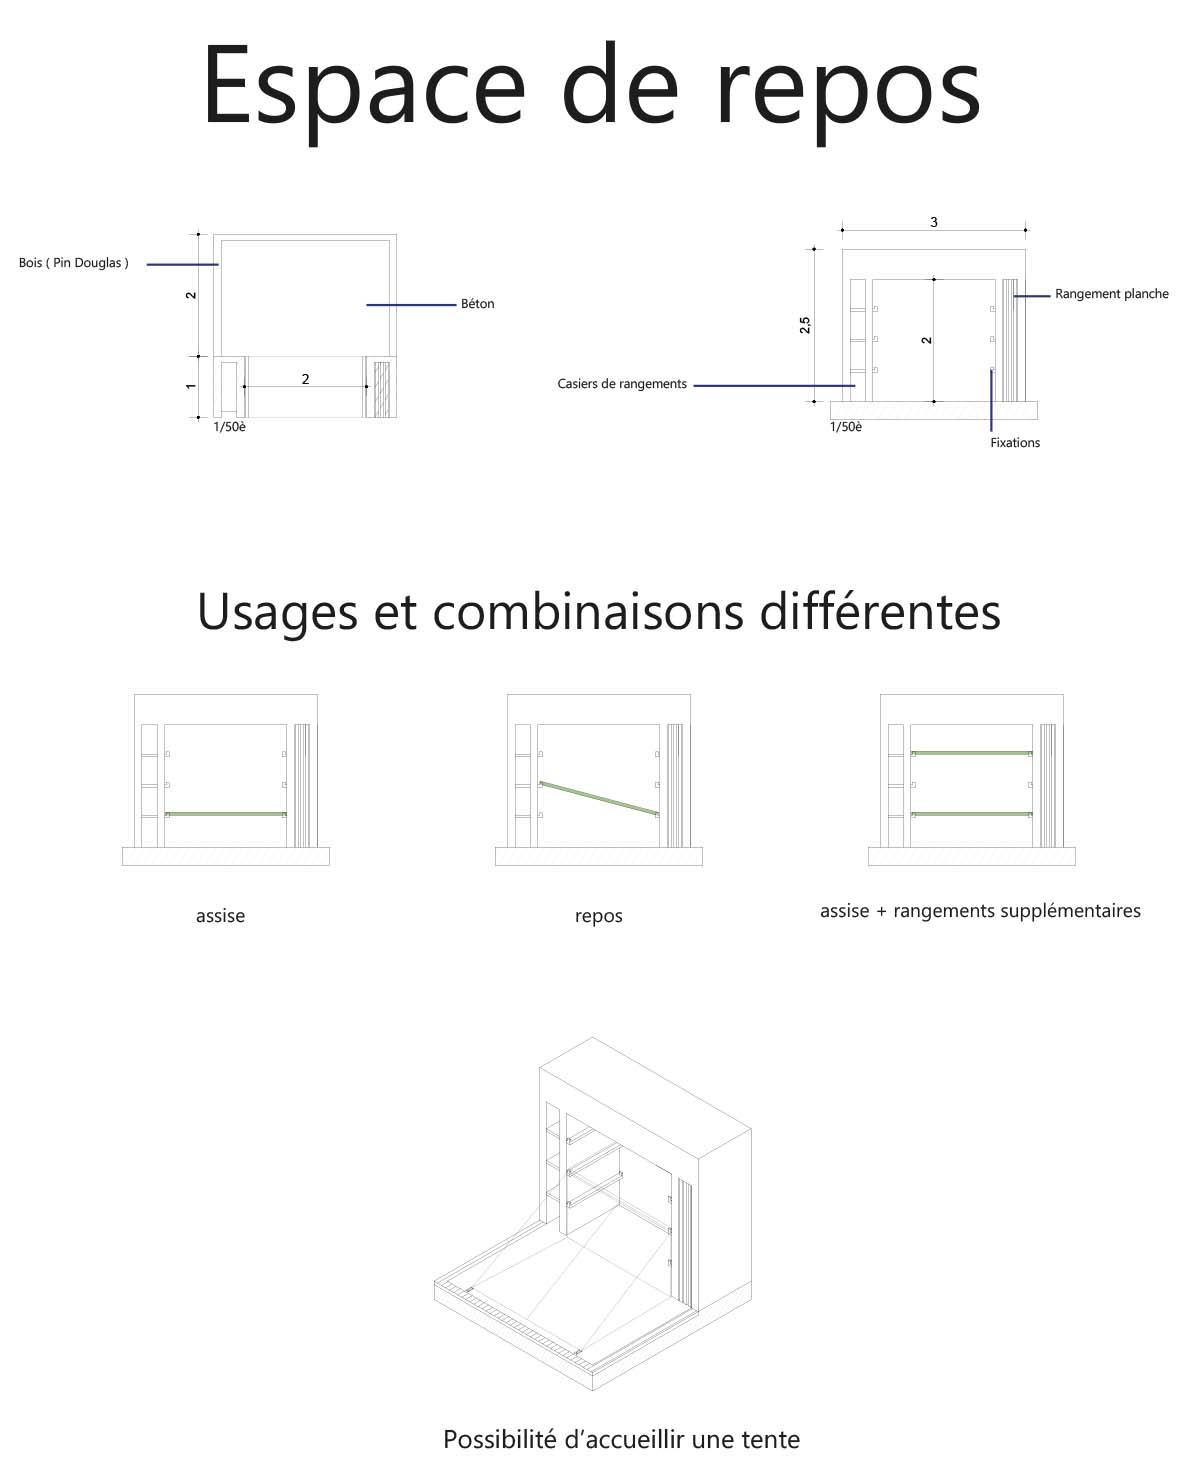 Espace de repos
Bois ( Pin Douglas )
2
Béton
1
2
1/50è
3
2,5
2
Rangement planche
Casiers de rangements
1/50è
Fixations
Usages et combinaisons différentes
assise
repos
assise + rangements supplémentaires
Possibilité d’accueillir une tente